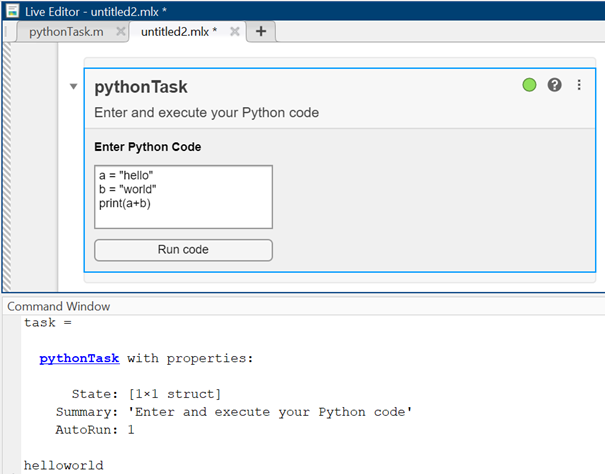 Live Editor - untitled2.mlx *
pythonTask.m × untitled2.mlx * × +
pythonTask
Enter and execute your Python code
Enter Python Code
a = "hello"
b = "world"
print(a+b)
Run code
Command Window
task =
pythonTask with properties:
State: [1×1 struct]
Summary: 'Enter and execute your Python code'
AutoRun: 1
helloworld